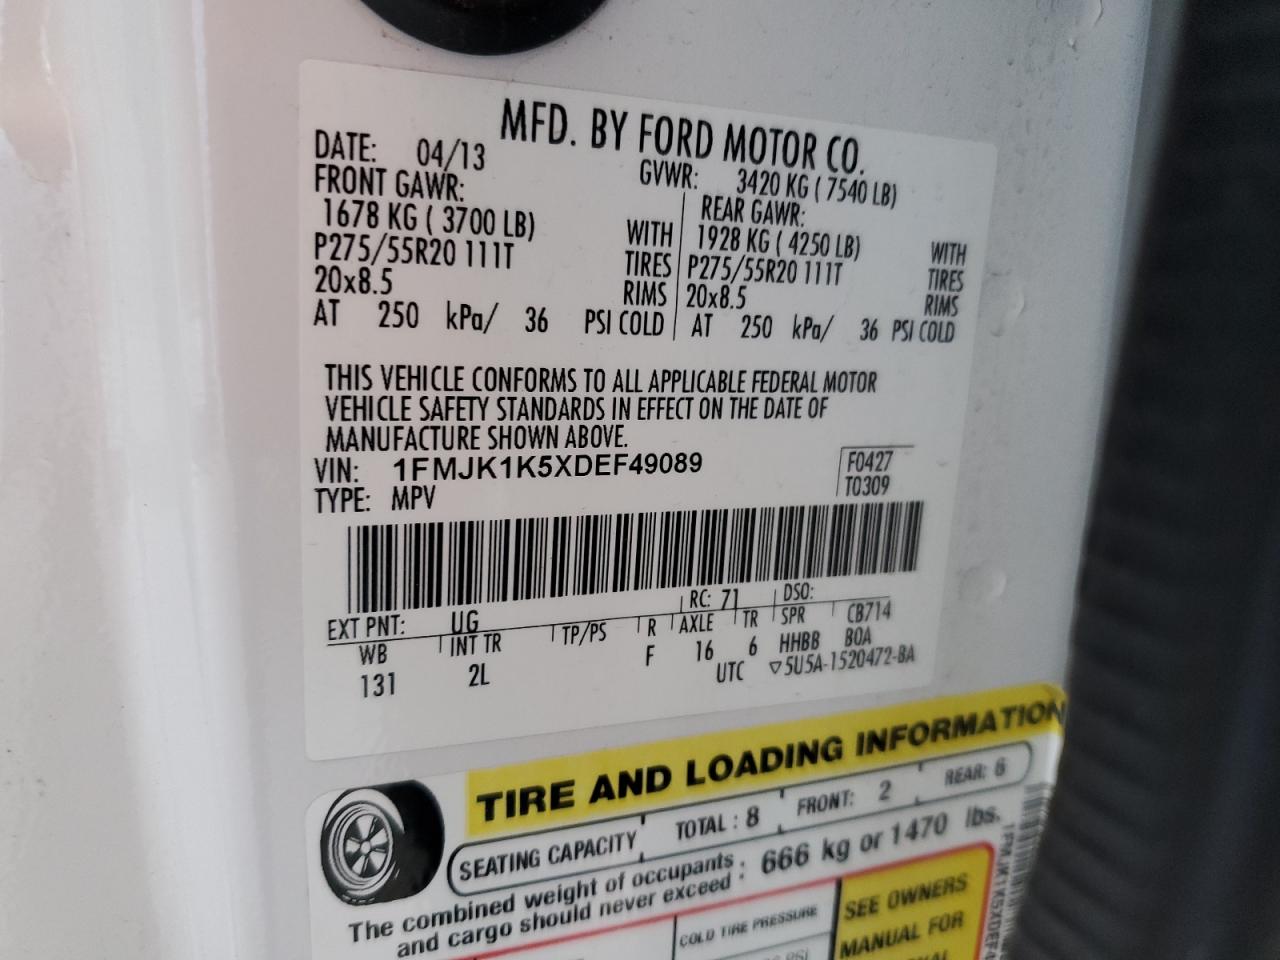 MFD. BY FORD MOTOR CO.
DATE: 04/13 GVWR: 3420 KG ( 7540 LB)
FRONT GAWR: REAR GAWR:
1678 KG ( 3700 LB) WITH 1928 KG ( 4250 LB) WITH
P275/55R20 111T TIRES P275/55R20 111T TIRES
20x8.5 RIMS 20x8.5 RIMS
AT 250 kPa/ 36 PSI COLD AT 250 kPa/ 36 PSI COLD
THIS VEHICLE CONFORMS TO ALL APPLICABLE FEDERAL MOTOR
VEHICLE SAFETY STANDARDS IN EFFECT ON THE DATE OF
MANUFACTURE SHOWN ABOVE.
VIN: 1FMJK1K5XDEF49089 F0427
TYPE: MPV T0309
EXT PNT: UG RC: 71 DSO:
WB INT TR TP/PS R AXLE TR SPR CB714
131 2L F 16 6 HHBB BOA
UTC ▽5U5A-1520472-BA
TIRE AND LOADING INFORMATION
SEATING CAPACITY TOTAL : 8 FRONT: 2 REAR: 6
The combined weight of occupants
and cargo should never exceed : 666 kg or 1470 lbs.
COLD TIRE PRESSURE
SEE OWNERS
MANUAL FOR